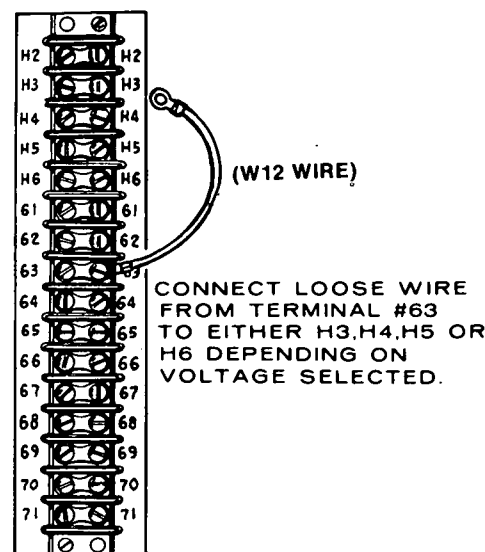 H2 H2
H3 H3
H4 H4
H5 H5
H6 H6
61 61
62 62
63 63
64 64
65 65
66 66
67 67
68 68
69 69
70 70
71 71
(W12 WIRE)
CONNECT LOOSE WIRE
FROM TERMINAL #63
TO EITHER H3,H4,H5 OR
H6 DEPENDING ON
VOLTAGE SELECTED.